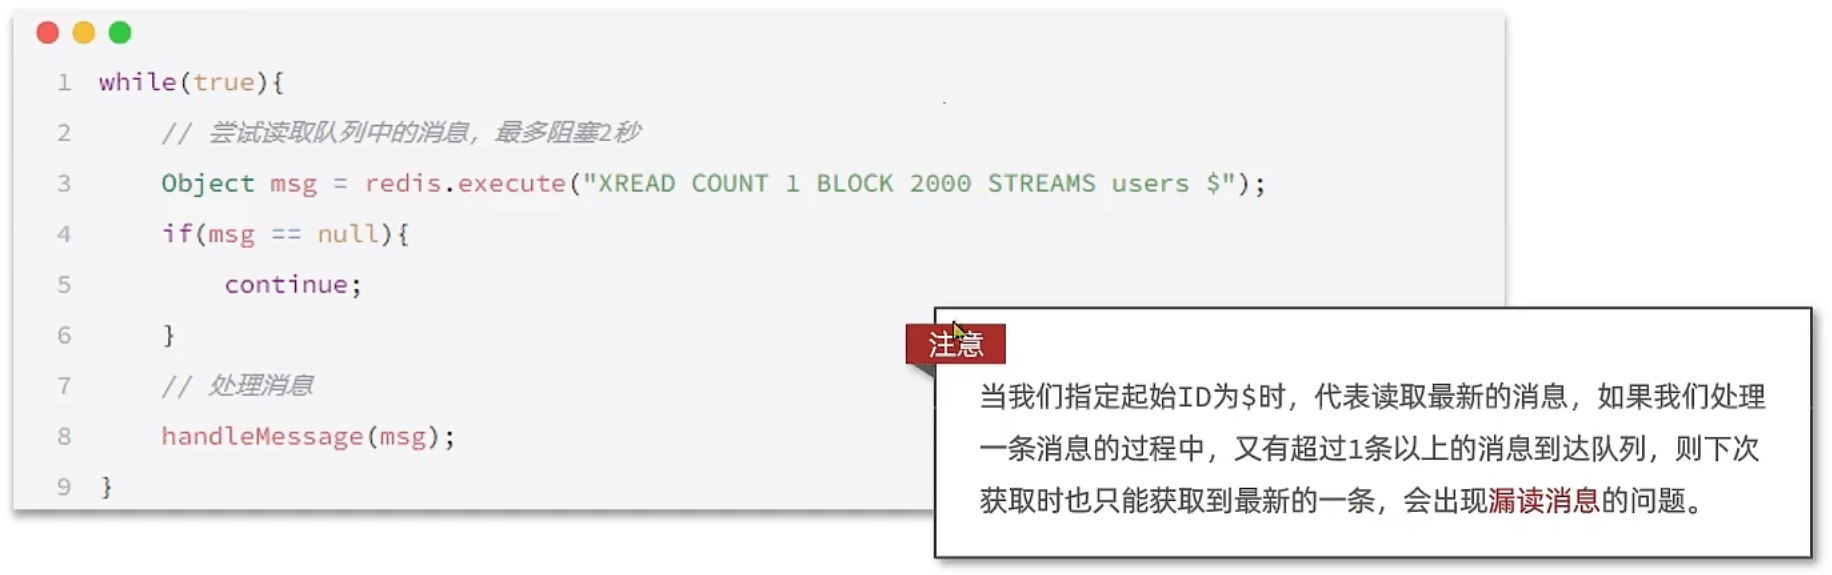 1 while(true){
2 // 尝试读取队列中的消息，最多阻塞2秒
3 Object msg = redis.execute("XREAD COUNT 1 BLOCK 2000 STREAMS users $");
4 if(msg == null){
5 continue;
6 }
7 // 处理消息
8 handleMessage(msg);
9 }
注意
当我们指定起始ID为$时，代表读取最新的消息，如果我们处理
一条消息的过程中，又有超过1条以上的消息到达队列，则下次
获取时也只能获取到最新的一条，会出现漏读消息的问题。